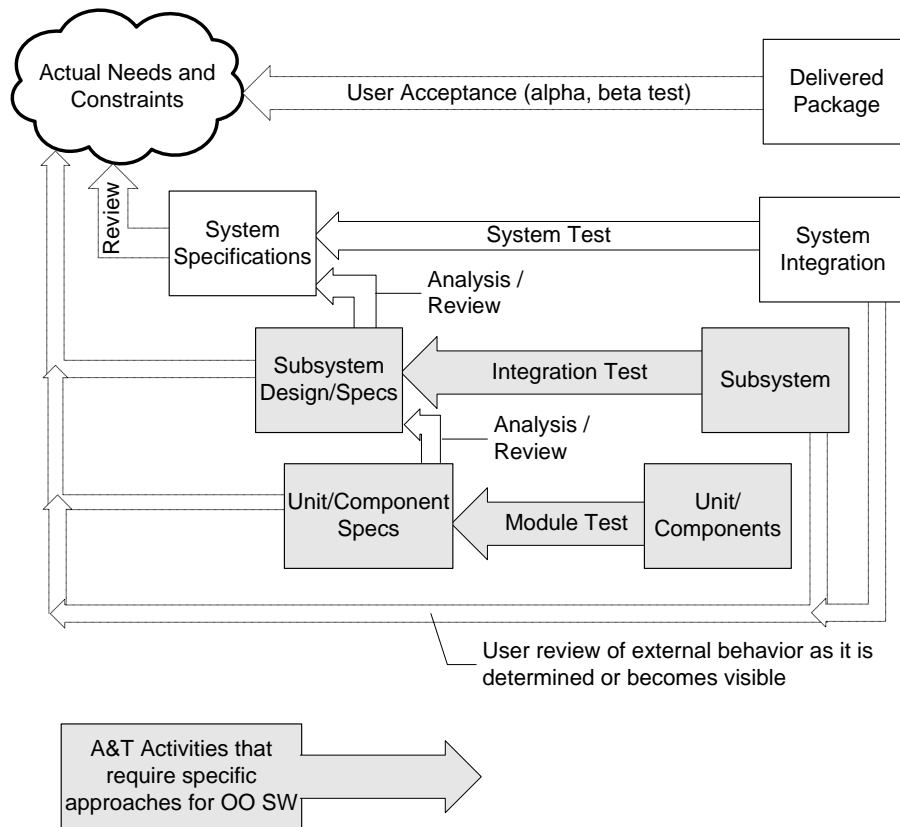 Actual Needs and
Constraints
User Acceptance (alpha, beta test)
Delivered
Package
Review
System
Specifications
System Test
System
Integration
Analysis /
Review
Subsystem
Design/Specs
Integration Test
Subsystem
Analysis /
Review
Unit/Component
Specs
Module Test
Unit/
Components
User review of external behavior as it is
determined or becomes visible
A&T Activities that
require specific
approaches for OO SW